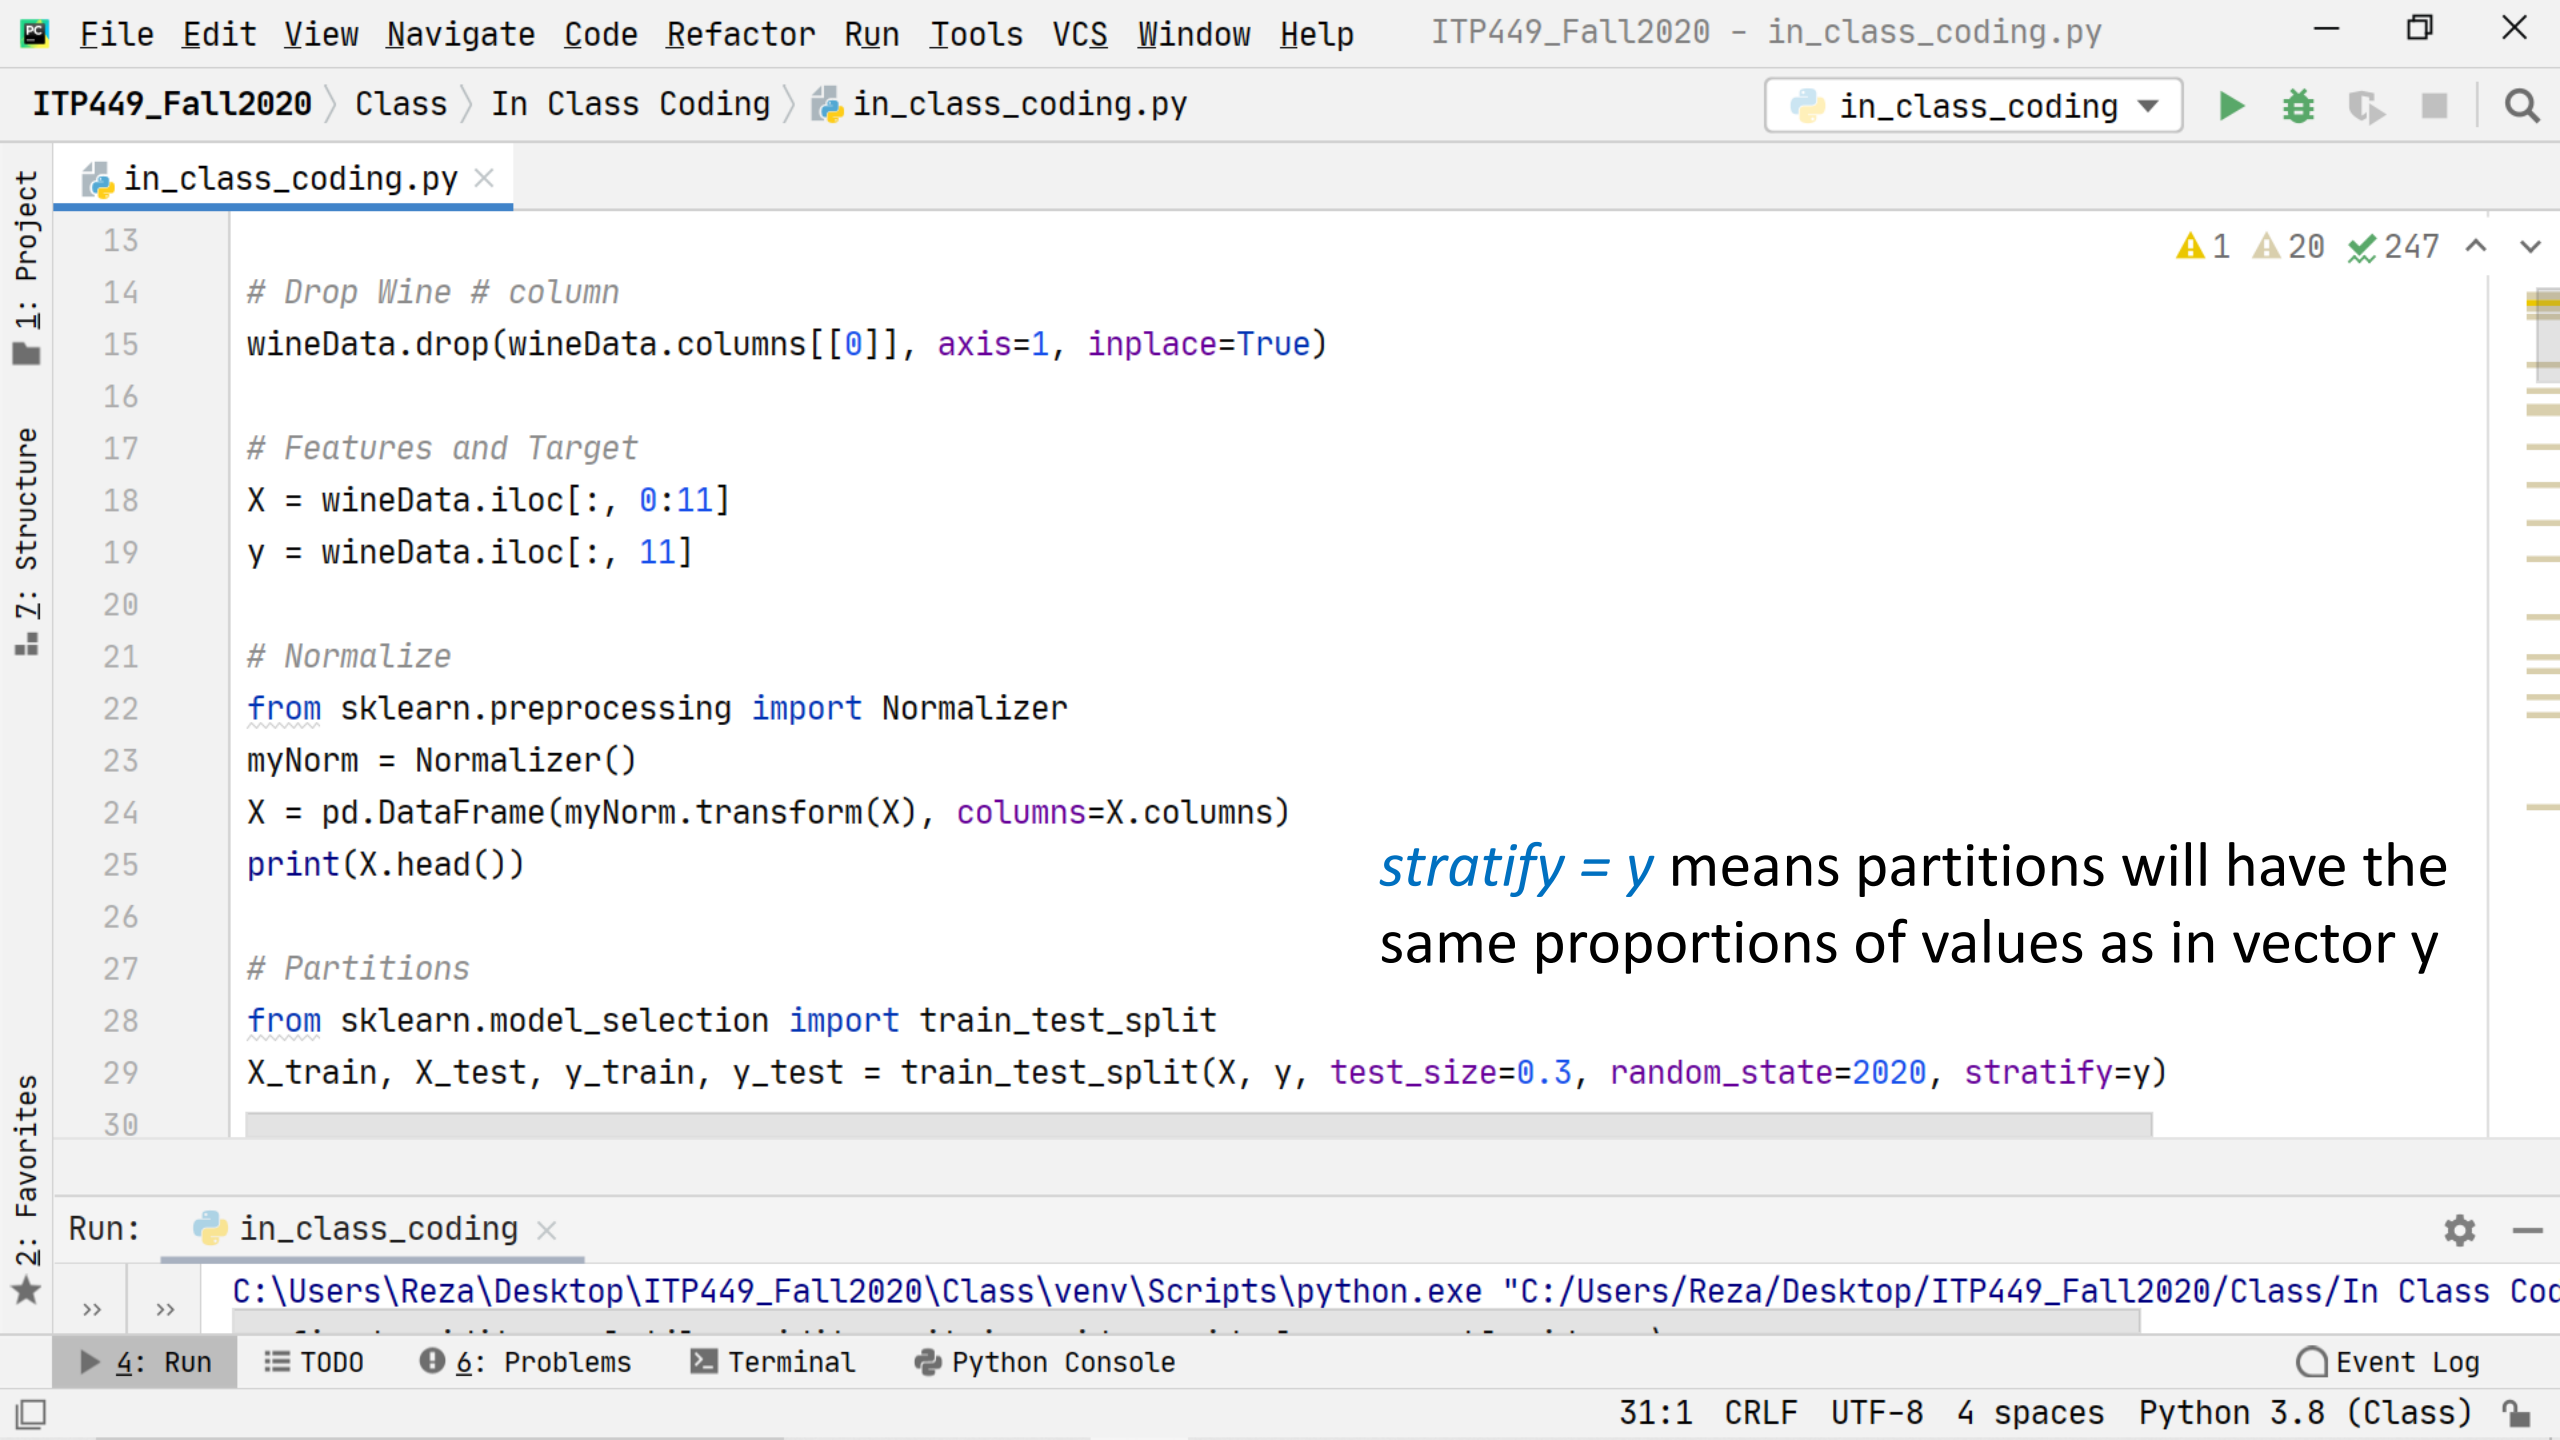 File Edit View Navigate Code Refactor Run Tools VCS Window Help ITP449_Fall2020 - in_class_coding.py
ITP449_Fall2020 Class In Class Coding in_class_coding.py in_class_coding
in_class_coding.py
1: Project
7: Structure
2: Favorites
1 20 247
13
14 # Drop Wine # column
15 wineData.drop(wineData.columns[[0]], axis=1, inplace=True)
16
17 # Features and Target
18 X = wineData.iloc[:, 0:11]
19 y = wineData.iloc[:, 11]
20
21 # Normalize
22 from sklearn.preprocessing import Normalizer
23 myNorm = Normalizer()
24 X = pd.DataFrame(myNorm.transform(X), columns=X.columns)
25 print(X.head())
26
27 # Partitions
28 from sklearn.model_selection import train_test_split
29 X_train, X_test, y_train, y_test = train_test_split(X, y, test_size=0.3, random_state=2020, stratify=y)
30
stratify = y means partitions will have the
same proportions of values as in vector y
Run: in_class_coding
C:\Users\Reza\Desktop\ITP449_Fall2020\Class\venv\Scripts\python.exe "C:/Users/Reza/Desktop/ITP449_Fall2020/Class/In Class Cod
4: Run TODO 6: Problems Terminal Python Console Event Log
31:1 CRLF UTF-8 4 spaces Python 3.8 (Class)